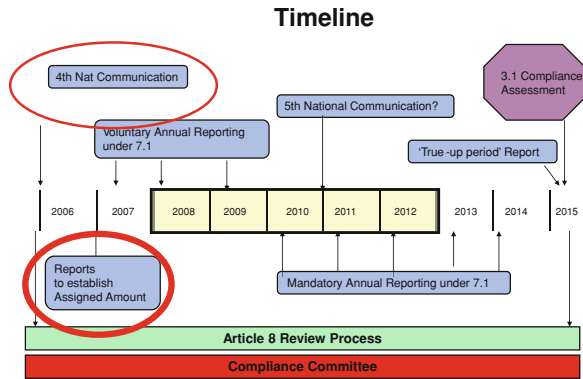 Timeline
4th Nat Communication
3.1 Compliance
Assessment
5th National Communication?
Voluntary Annual Reporting
under 7.1
'True -up period' Report
2006 2007 2008 2009 2010 2011 2012 2013 2014 2015
Reports
to establish
Assigned Amount
Mandatory Annual Reporting under 7.1
Article 8 Review Process
Compliance Committee